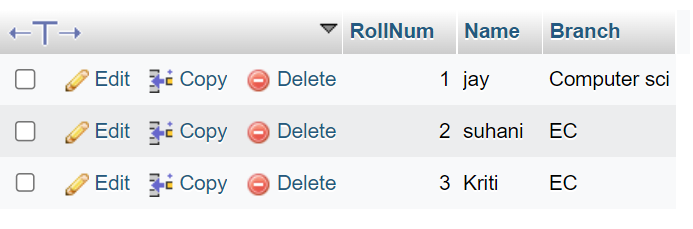 RollNum Name Branch
Edit Copy Delete 1 jay Computer sci
Edit Copy Delete 2 suhani EC
Edit Copy Delete 3 Kriti EC